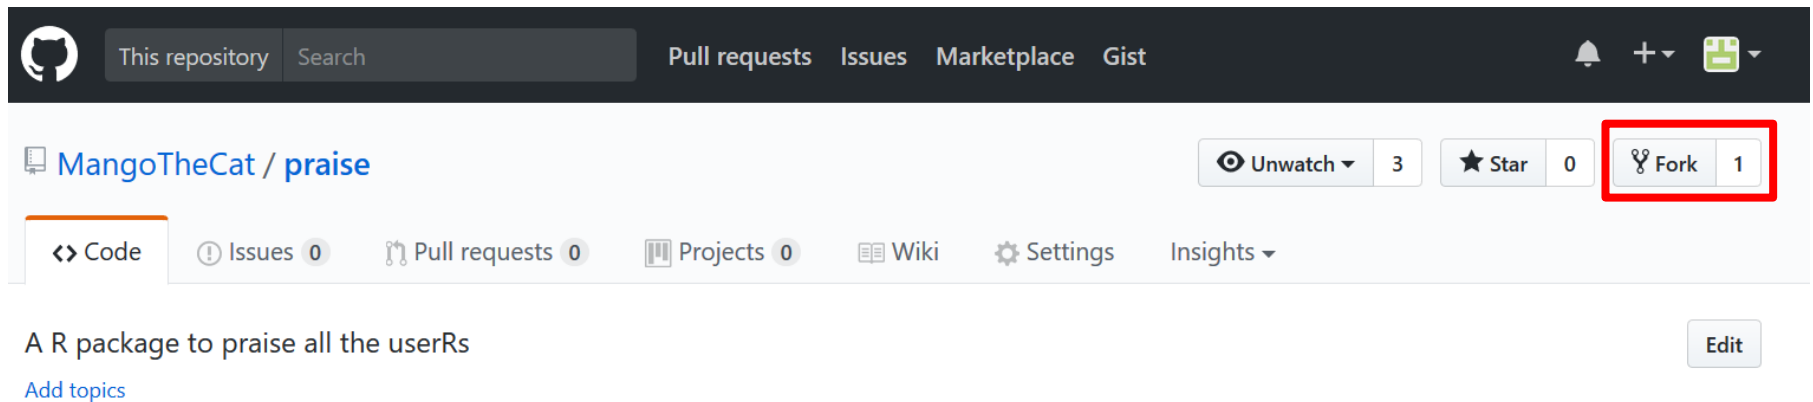 This repository Search Pull requests Issues Marketplace Gist
MangoTheCat / praise Unwatch 3 Star 0 Fork 1
Code Issues 0 Pull requests 0 Projects 0 Wiki Settings Insights
A R package to praise all the userRs Edit
Add topics